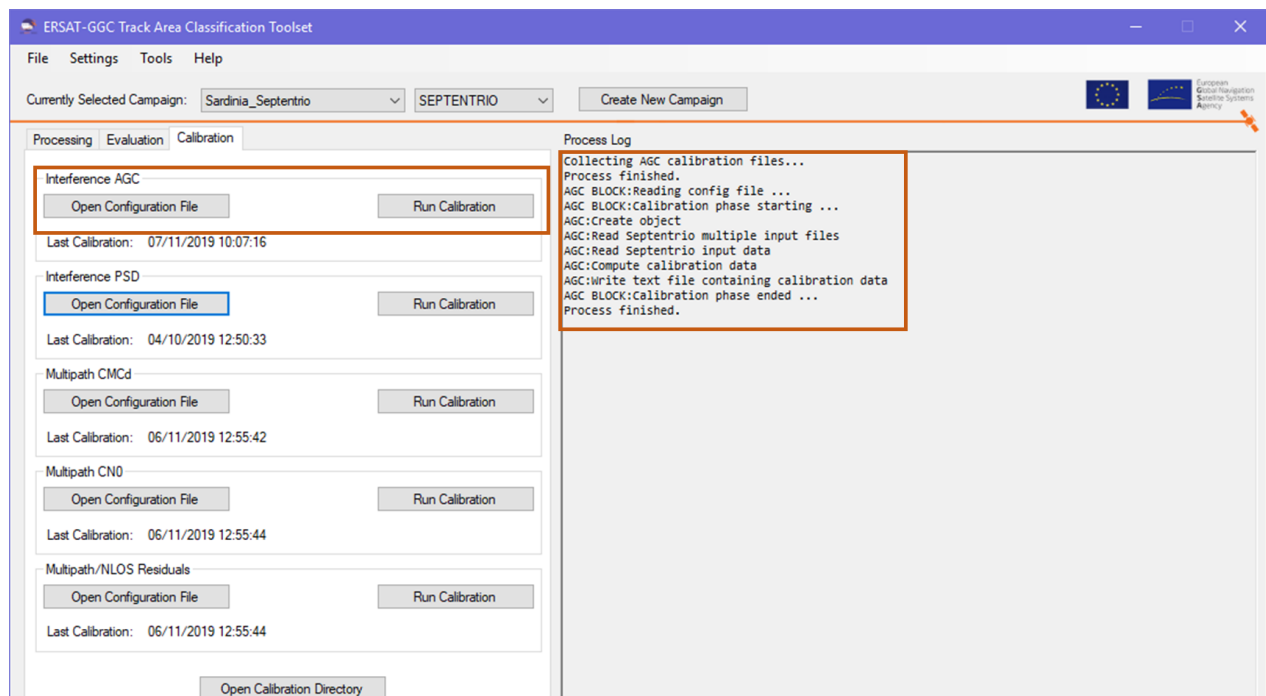 ERSAT-GGC Track Area Classification Toolset
File Settings Tools Help
Currently Selected Campaign: Sardinia_Septentrio SEPTENTRIO Create New Campaign
European
Global Navigation
Satellite Systems
Agency
Processing Evaluation Calibration
Interference AGC
Open Configuration File Run Calibration
Last Calibration: 07/11/2019 10:07:16
Interference PSD
Open Configuration File Run Calibration
Last Calibration: 04/10/2019 12:50:33
Multipath CMCd
Open Configuration File Run Calibration
Last Calibration: 06/11/2019 12:55:42
Multipath CN0
Open Configuration File Run Calibration
Last Calibration: 06/11/2019 12:55:44
Multipath/NLOS Residuals
Open Configuration File Run Calibration
Last Calibration: 06/11/2019 12:55:44
Open Calibration Directory
Process Log
Collecting AGC calibration files...
Process finished.
AGC BLOCK:Reading config file ...
AGC BLOCK:Calibration phase starting ...
AGC:Create object
AGC:Read Septentrio multiple input files
AGC:Read Septentrio input data
AGC:Compute calibration data
AGC:Write text file containing calibration data
AGC BLOCK:Calibration phase ended ...
Process finished.